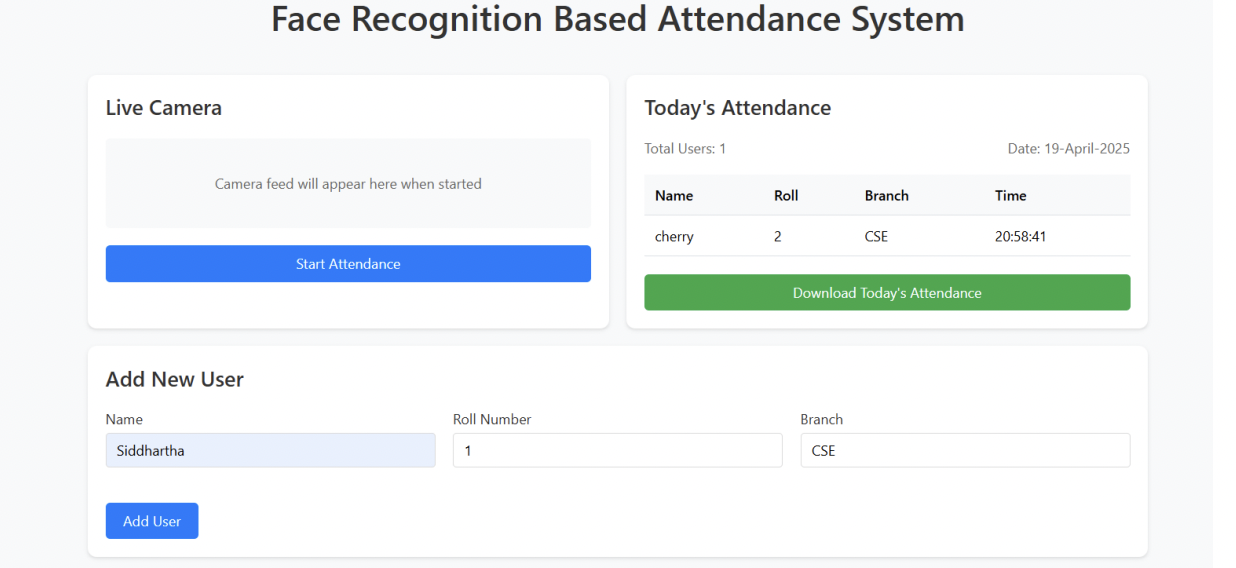 Face Recognition Based Attendance System
Live Camera
Camera feed will appear here when started
Start Attendance
Today's Attendance
Total Users: 1 Date: 19-April-2025
Name Roll Branch Time
cherry 2 CSE 20:58:41
Download Today's Attendance
Add New User
Name Roll Number Branch
Siddhartha 1 CSE
Add User